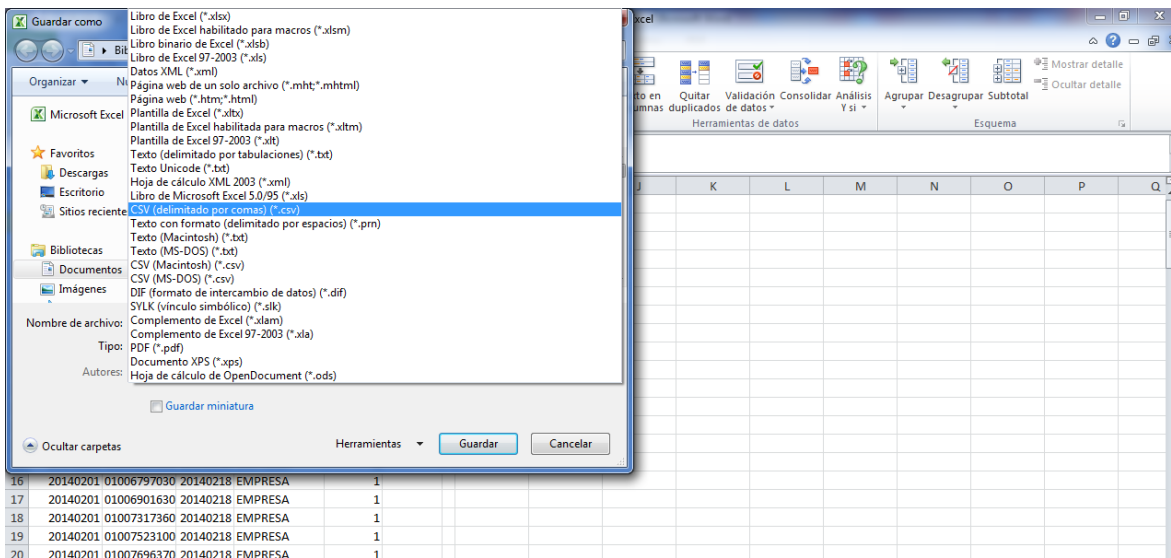 Guardar como
xcel
Bib
Organizar
N
Microsoft Excel
Favoritos
Descargas
Escritorio
Sitios reciente
Bibliotecas
Documentos
Imágenes
Libro de Excel (*.xlsx)
Libro de Excel habilitado para macros (*.xlsm)
Libro binario de Excel (*.xlsb)
Libro de Excel 97-2003 (*.xls)
Datos XML (*.xml)
Página web de un solo archivo (*.mht;*.mhtml)
Página web (*.htm;*.html)
Plantilla de Excel (*.xltx)
Plantilla de Excel habilitada para macros (*.xltm)
Plantilla de Excel 97-2003 (*.xlt)
Texto (delimitado por tabulaciones) (*.txt)
Texto Unicode (*.txt)
Hoja de cálculo XML 2003 (*.xml)
Libro de Microsoft Excel 5.0/95 (*.xls)
CSV (delimitado por comas) (*.csv)
Texto con formato (delimitado por espacios) (*.prn)
Texto (Macintosh) (*.txt)
Texto (MS-DOS) (*.txt)
CSV (Macintosh) (*.csv)
CSV (MS-DOS) (*.csv)
DIF (formato de intercambio de datos) (*.dif)
SYLK (vínculo simbólico) (*.slk)
Complemento de Excel (*.xlam)
Complemento de Excel 97-2003 (*.xla)
PDF (*.pdf)
Documento XPS (*.xps)
Hoja de cálculo de OpenDocument (*.ods)
Nombre de archivo:
Tipo:
Autores:
Guardar miniatura
Ocultar carpetas
Herramientas
Guardar
Cancelar
to en
umnas
Quitar
duplicados
Validación
de datos
Consolidar
Análisis
Y si
Herramientas de datos
Agrupar
Desagrupar
Subtotal
Mostrar detalle
Ocultar detalle
Esquema
J K L M N O P Q
16 20140201 01006797030 20140218 EMPRESA 1
17 20140201 01006901630 20140218 EMPRESA 1
18 20140201 01007317360 20140218 EMPRESA 1
19 20140201 01007523100 20140218 EMPRESA 1
20 20140201 01007696370 20140218 EMPRESA 1